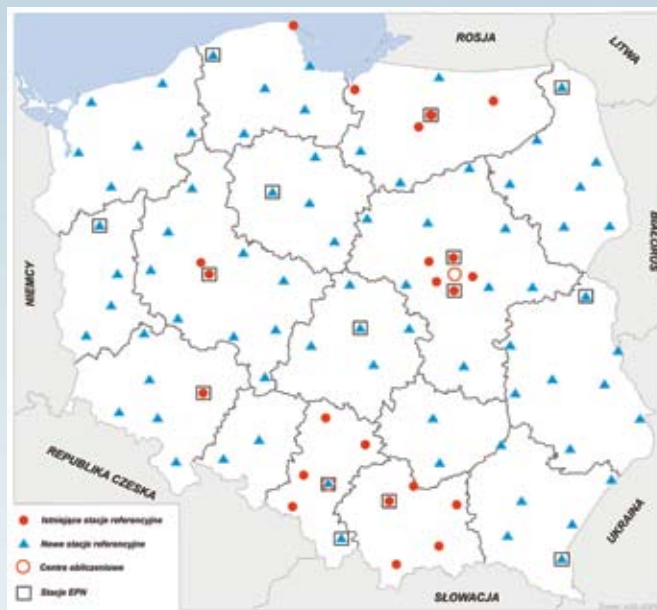 ROSJA
LITWA
NIEMCY
BIAŁORUŚ
REPUBLIKA CZESKA
UKRAINA
SŁOWACJA
Istniejące stacje referencyjne
Nowe stacje referencyjne
Centra obliczeniowe
Stacje EPN